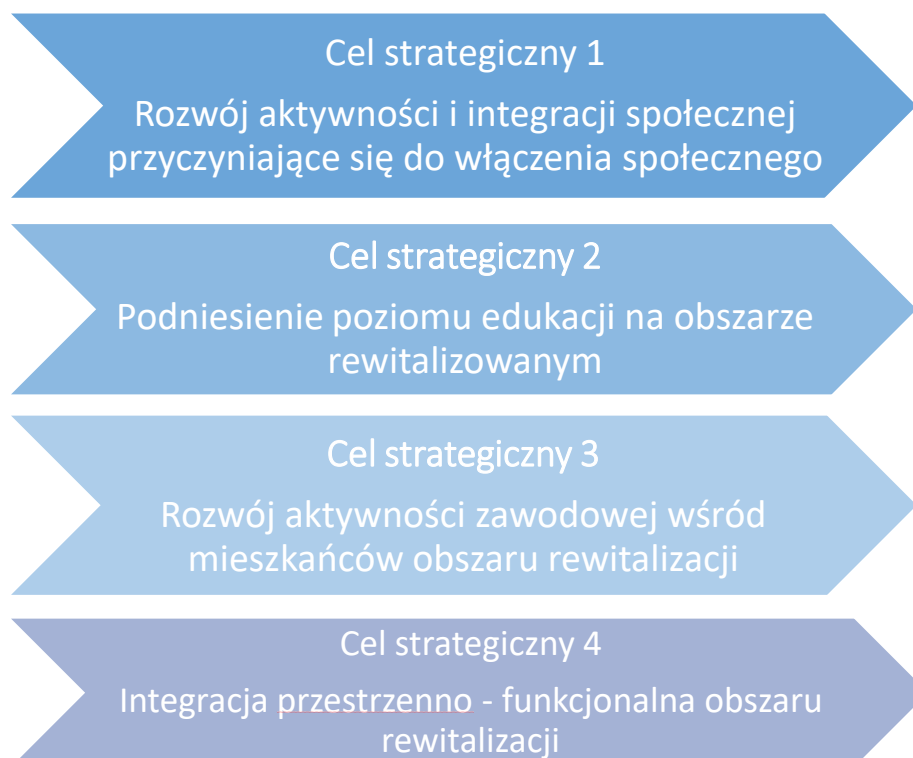 Cel strategiczny 1
Rozwój aktywności i integracji społecznej
przyczyniające się do włączenia społecznego
Cel strategiczny 2
Podniesienie poziomu edukacji na obszarze
rewitalizowanym
Cel strategiczny 3
Rozwój aktywności zawodowej wśród
mieszkańców obszaru rewitalizacji
Cel strategiczny 4
Integracja przestrzenno - funkcjonalna obszaru
rewitalizacji